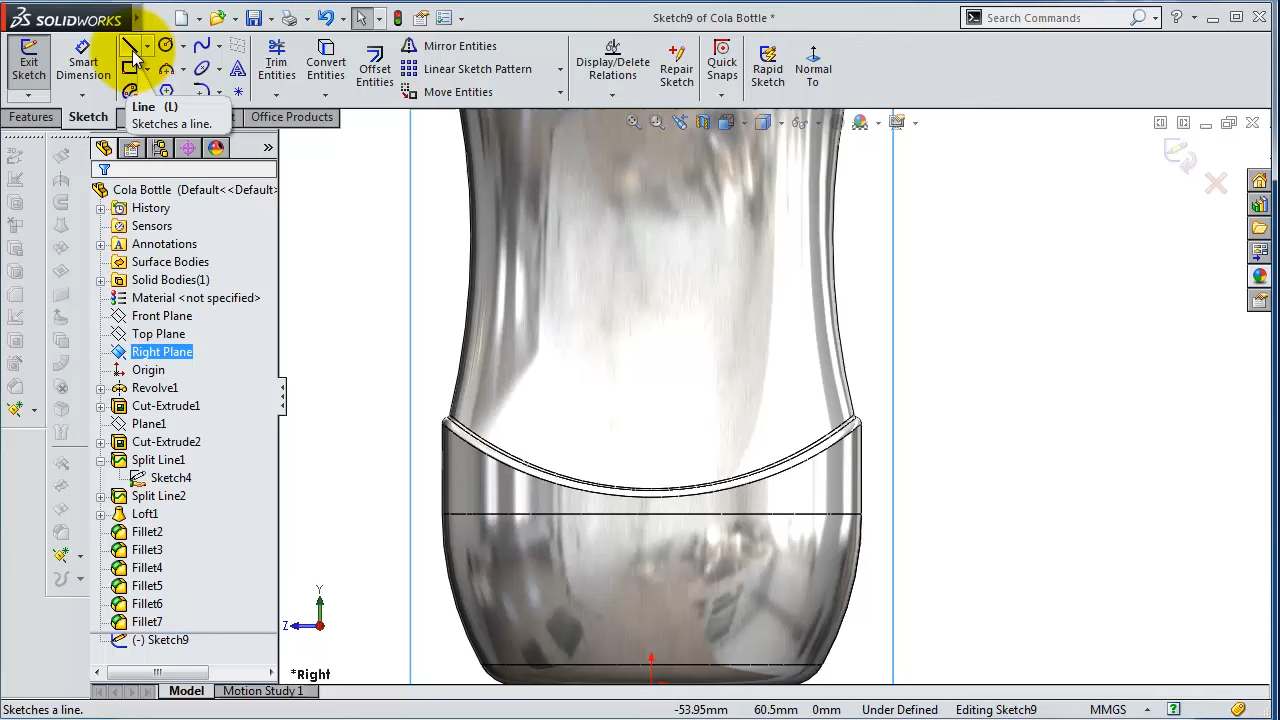 SOLIDWORKS
Sketch9 of Cola Bottle *
Search Commands
Exit Sketch
Smart Dimension
Trim Entities
Convert Entities
Offset Entities
Mirror Entities
Linear Sketch Pattern
Move Entities
Display/Delete Relations
Repair Sketch
Quick Snaps
Rapid Sketch
Normal To
Line (L)
Sketches a line.
Features
Sketch
Office Products
Cola Bottle (Default<<Default>
History
Sensors
Annotations
Surface Bodies
Solid Bodies(1)
Material <not specified>
Front Plane
Top Plane
Right Plane
Origin
Revolve1
Cut-Extrude1
Plane1
Cut-Extrude2
Split Line1
Sketch4
Split Line2
Loft1
Fillet2
Fillet3
Fillet4
Fillet5
Fillet6
Fillet7
(-) Sketch9
Y
Z
*Right
Model
Motion Study 1
Sketches a line.
-53.95mm
60.5mm
0mm
Under Defined
Editing Sketch9
MMGS